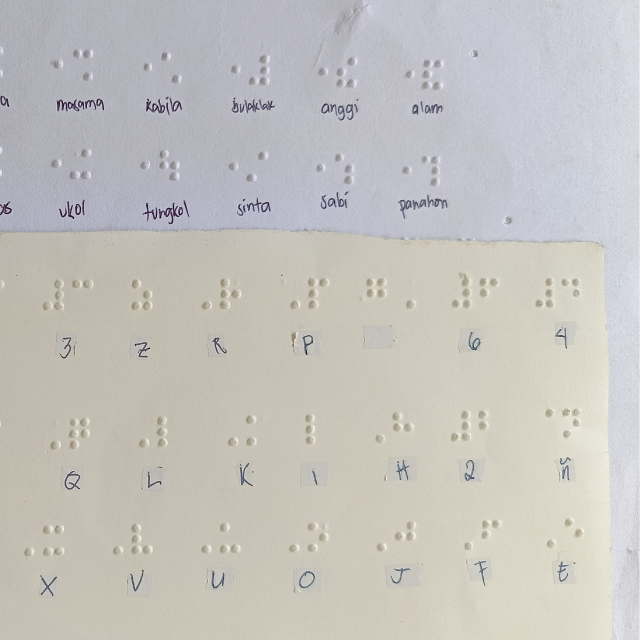 a masama kabila bulaklak anggi alam
os ukol tungkol sinta sabi panahon
3 Z R P 6 4
Q L K I H 2 ñ
X V U O J F E